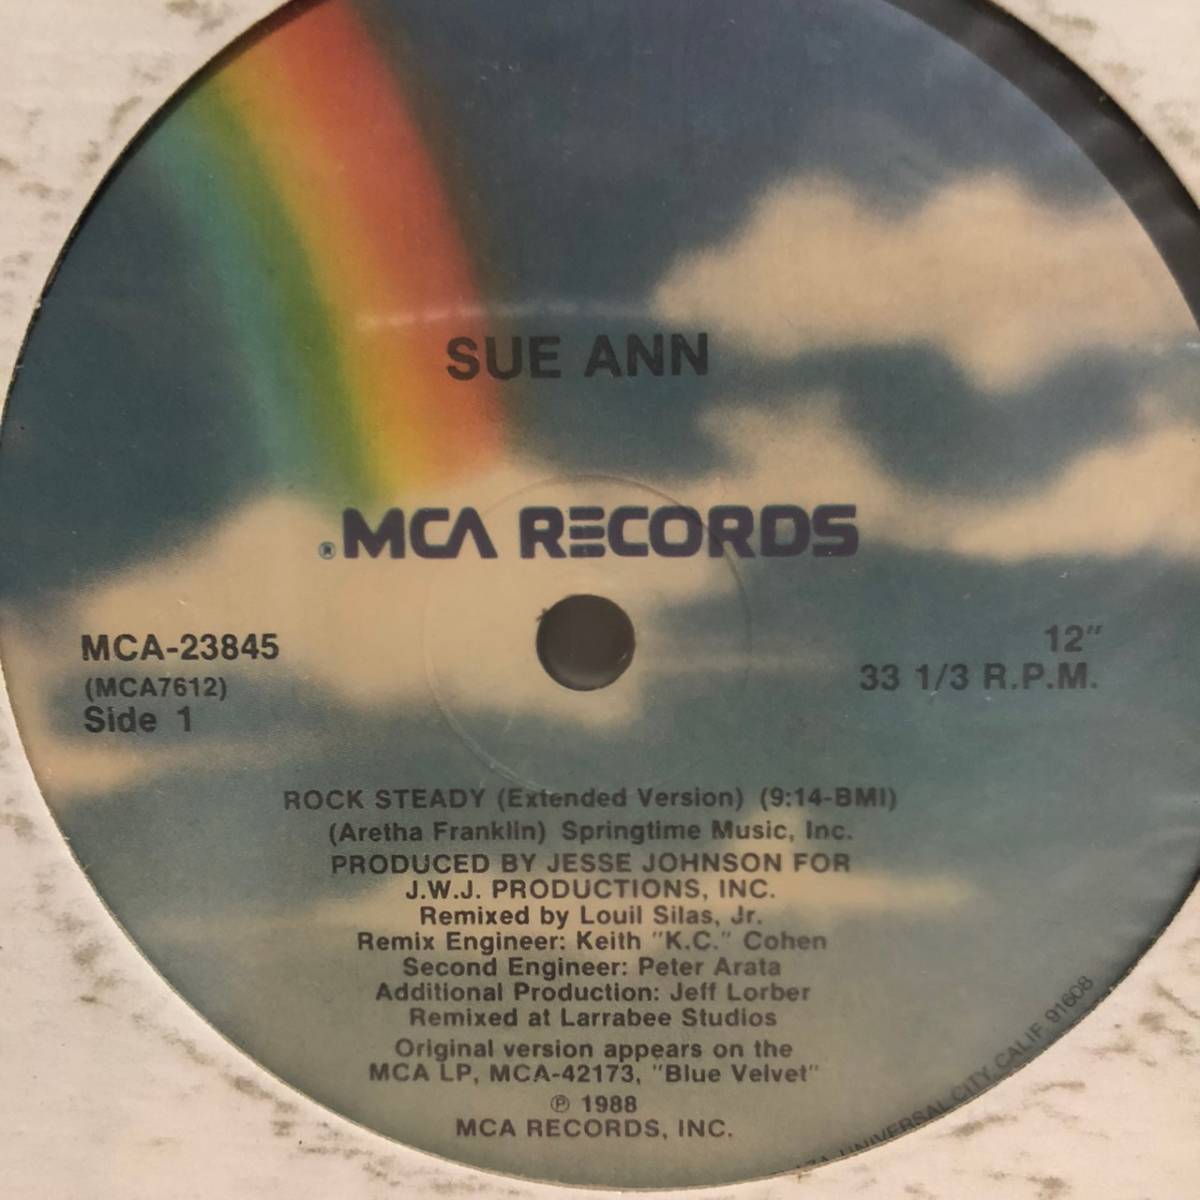 SUE ANN
® MCA RECORDS
MCA-23845
(MCA7612)
Side 1
12"
33 1/3 R.P.M.
ROCK STEADY (Extended Version) (9:14-BMI)
(Aretha Franklin) Springtime Music, Inc.
PRODUCED BY JESSE JOHNSON FOR
J.W.J. PRODUCTIONS, INC.
Remixed by Louil Silas, Jr.
Remix Engineer: Keith "K.C." Cohen
Second Engineer: Peter Arata
Additional Production: Jeff Lorber
Remixed at Larrabee Studios
Original version appears on the
MCA LP, MCA-42173, "Blue Velvet"
℗ 1988
MCA RECORDS, INC.
UNIVERSAL CITY, CALIF 91608